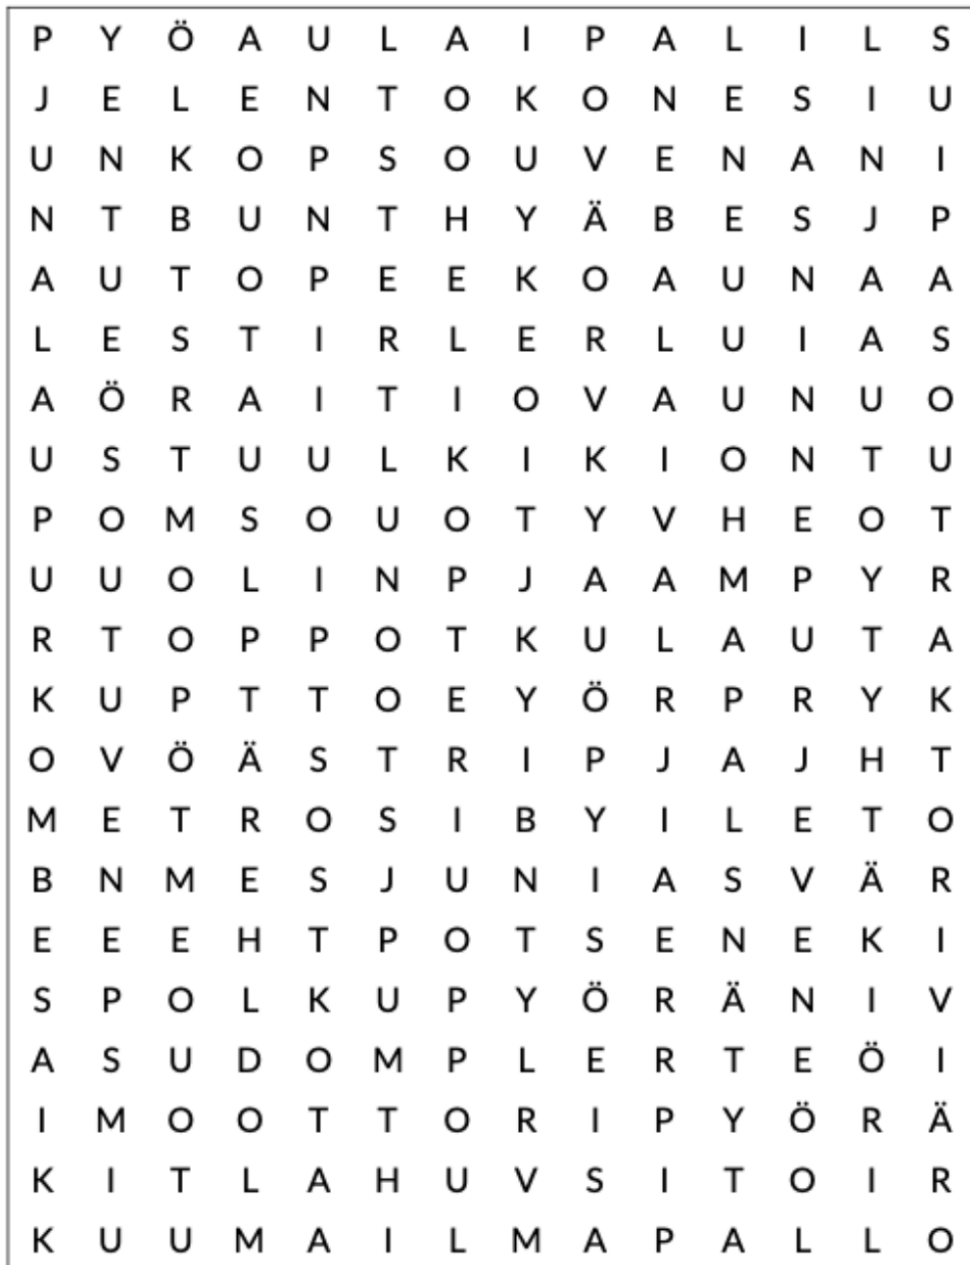 P Y Ö A U L A I P A L I L S
J E L E N T O K O N E S I U
U N K O P S O U V E N A N I
N T B U N T H Y Ä B E S J P
A U T O P E E K O A U N A A
L E S T I R L E R L U I A S
A Ö R A I T I O V A U N U O
U S T U U L K I K I O N T U
P O M S O U O T Y V H E O T
U U O L I N P J A A M P Y R
R T O P P O T K U L A U T A
K U P T T O E Y Ö R P R Y K
O V Ö Ä S T R I P J A J H T
M E T R O S I B Y I L E T O
B N M E S J U N I A S V Ä R
E E E H T P O T S E N E K I
S P O L K U P Y Ö R Ä N I V
A S U D O M P L E R T E Ö I
I M O O T T O R I P Y Ö R Ä
K I T L A H U V S I T O I R
K U U M A I L M A P A L L O